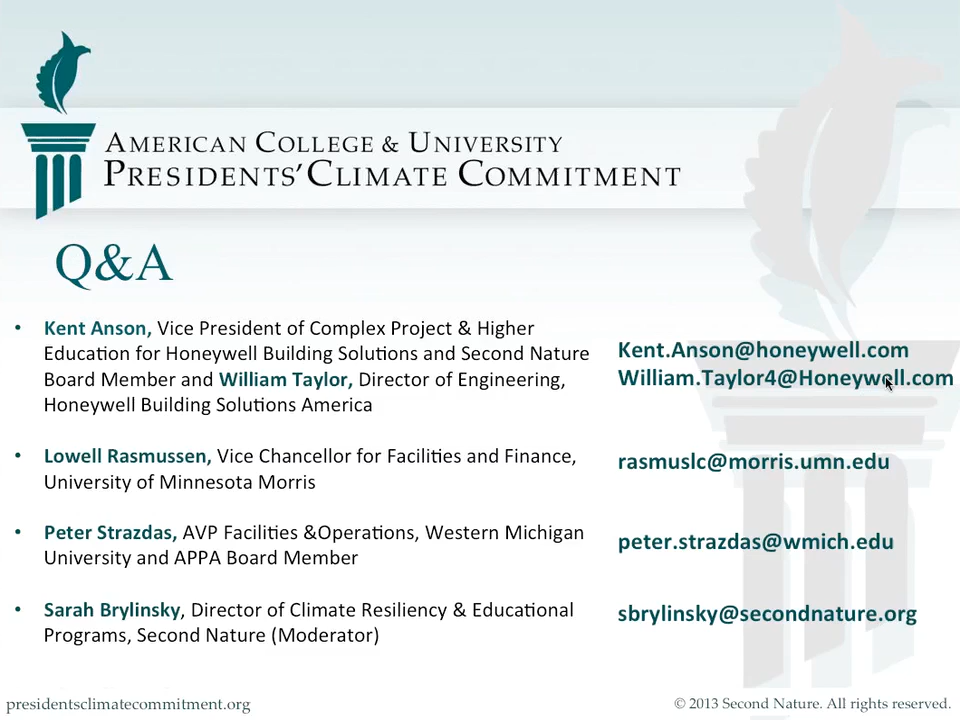 AMERICAN COLLEGE & UNIVERSITY
PRESIDENTS' CLIMATE COMMITMENT
Q&A
• Kent Anson, Vice President of Complex Project & Higher
Education for Honeywell Building Solutions and Second Nature
Board Member and William Taylor, Director of Engineering,
Honeywell Building Solutions America
Kent.Anson@honeywell.com
William.Taylor4@Honeywell.com
• Lowell Rasmussen, Vice Chancellor for Facilities and Finance,
University of Minnesota Morris
rasmuslc@morris.umn.edu
• Peter Strazdas, AVP Facilities &Operations, Western Michigan
University and APPA Board Member
peter.strazdas@wmich.edu
• Sarah Brylinsky, Director of Climate Resiliency & Educational
Programs, Second Nature (Moderator)
sbrylinsky@secondnature.org
presidentsclimatecommitment.org
© 2013 Second Nature. All rights reserved.